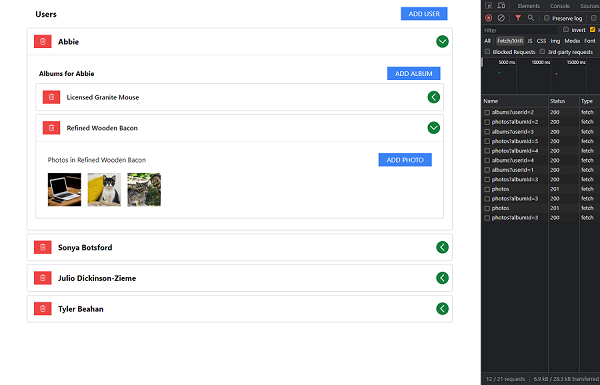 Users
ADD USER
Abbie
Albums for Abbie
ADD ALBUM
Licensed Granite Mouse
Refined Wooden Bacon
Photos in Refined Wooden Bacon
ADD PHOTO
Sonya Botsford
Julio Dickinson-Zieme
Tyler Beahan
Elements Console Sources
Preserve log
Filter Invert
All Fetch/XHR JS CSS Img Media Font
Blocked Requests 3rd-party requests
5000 ms 10000 ms 15000 ms
Name Status Type
albums?userId=2 200 fetch
photos?albumId=2 200 fetch
albums?userId=3 200 fetch
photos?albumId=5 200 fetch
photos?albumId=4 200 fetch
albums?userId=4 200 fetch
albums?userId=1 200 fetch
photos?albumId=3 200 fetch
photos 201 fetch
photos?albumId=3 200 fetch
photos 201 fetch
photos?albumId=3 200 fetch
12 / 21 requests 6.9 kB / 28.3 kB transferred